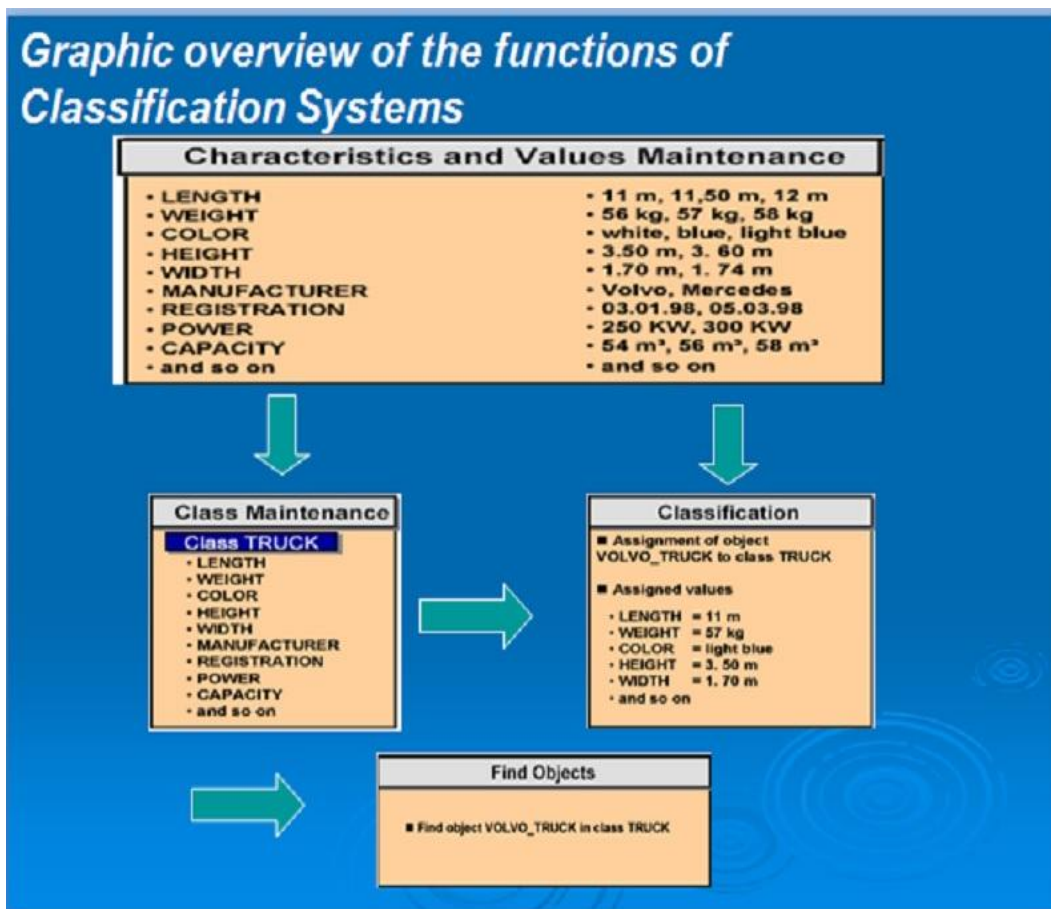 Graphic overview of the functions of
Classification Systems
Characteristics and Values Maintenance
• LENGTH
• WEIGHT
• COLOR
• HEIGHT
• WIDTH
• MANUFACTURER
• REGISTRATION
• POWER
• CAPACITY
• and so on
• 11 m, 11,50 m, 12 m
• 56 kg, 57 kg, 58 kg
• white, blue, light blue
• 3.50 m, 3. 60 m
• 1.70 m, 1. 74 m
• Volvo, Mercedes
• 03.01.98, 05.03.98
• 250 KW, 300 KW
• 54 m³, 56 m³, 58 m³
• and so on
Class Maintenance
Class TRUCK
• LENGTH
• WEIGHT
• COLOR
• HEIGHT
• WIDTH
• MANUFACTURER
• REGISTRATION
• POWER
• CAPACITY
• and so on
Classification
■ Assignment of object
VOLVO_TRUCK to class TRUCK
■ Assigned values
• LENGTH = 11 m
• WEIGHT = 57 kg
• COLOR = light blue
• HEIGHT = 3. 50 m
• WIDTH = 1. 70 m
• and so on
Find Objects
■ Find object VOLVO_TRUCK in class TRUCK